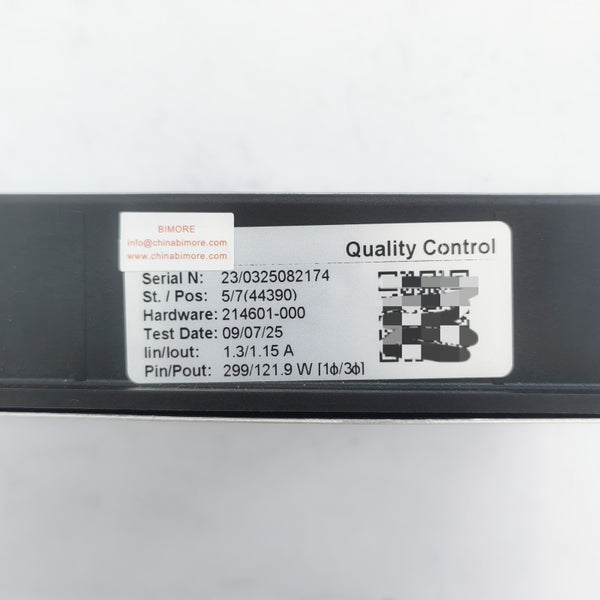 BIMORE
info@chinabimore.com
www.chinabimore.com
Quality Control
Serial N: 23/0325082174
St. / Pos: 5/7(44390)
Hardware: 214601-000
Test Date: 09/07/25
Iin/Iout: 1.3/1.15 A
Pin/Pout: 299/121.9 W [1ϕ/3ϕ]